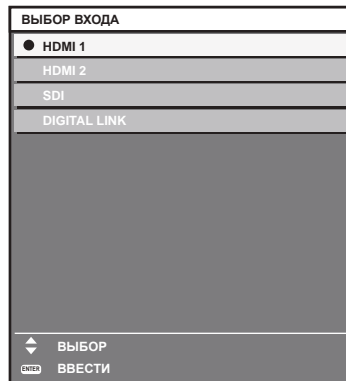 ВЫБОР ВХОДА
HDMI 1
HDMI 2
SDI
DIGITAL LINK
ВЫБОР
ENTER ВВЕСТИ